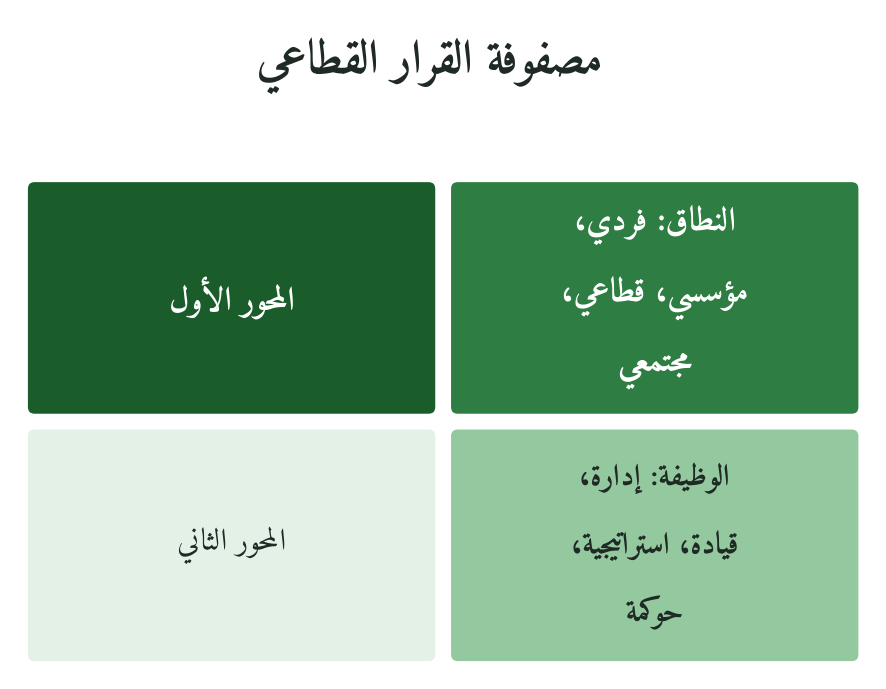 مصفوفة القرار القطاعي
النطاق: فردي،
مؤسسي، قطاعي،
مجتمعي
المحور الأول
الوظيفة: إدارة،
قيادة، استراتيجية،
حوكمة
المحور الثاني